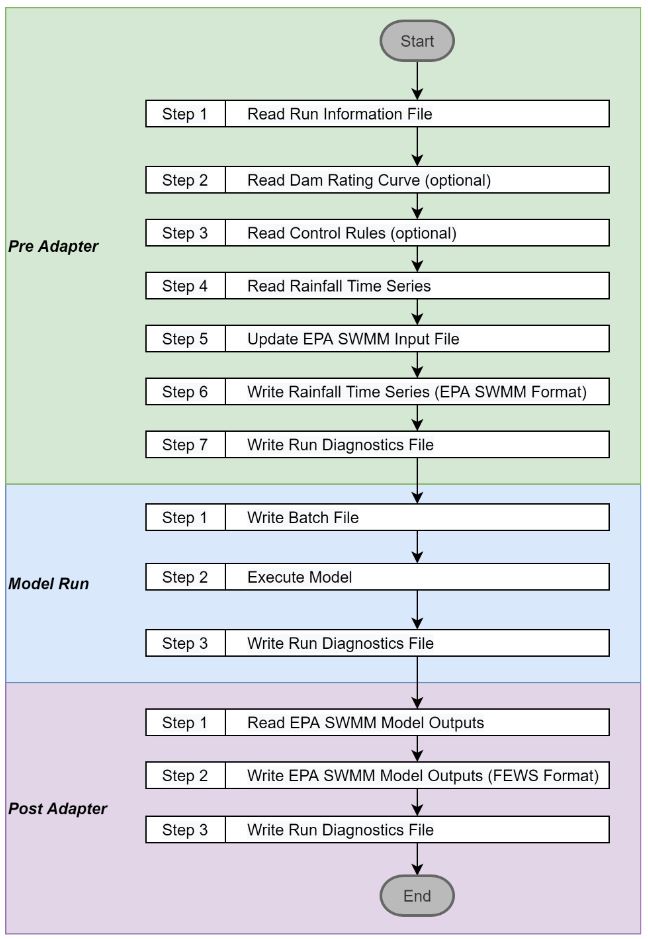 Start
Step 1 Read Run Information File
Step 2 Read Dam Rating Curve (optional)
Step 3 Read Control Rules (optional)
Pre Adapter
Step 4 Read Rainfall Time Series
Step 5 Update EPA SWMM Input File
Step 6 Write Rainfall Time Series (EPA SWMM Format)
Step 7 Write Run Diagnostics File
Step 1 Write Batch File
Step 2 Execute Model
Model Run
Step 3 Write Run Diagnostics File
Step 1 Read EPA SWMM Model Outputs
Step 2 Write EPA SWMM Model Outputs (FEWS Format)
Post Adapter
Step 3 Write Run Diagnostics File
End